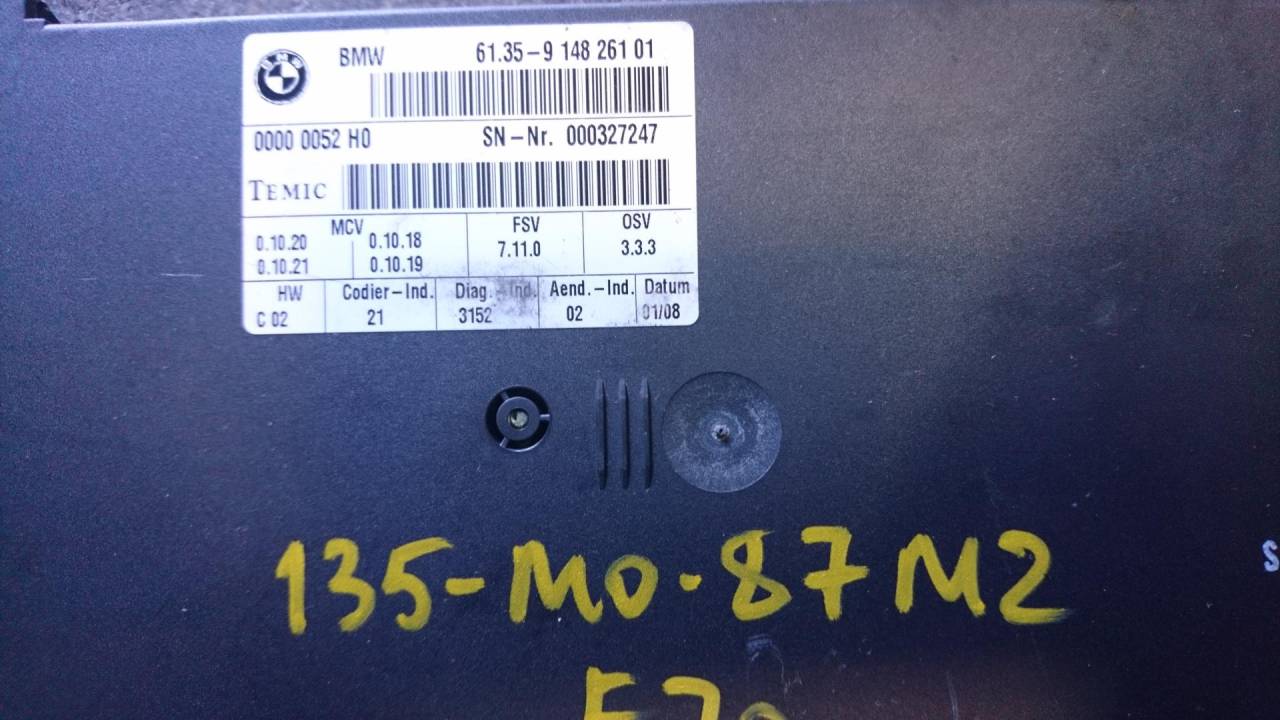 BMW 61.35-9 148 261 01
0000 0052 H0 SN-Nr. 000327247
TEMIC
MCV FSV OSV
0.10.20 0.10.18 7.11.0 3.3.3
0.10.21 0.10.19
HW Codier-Ind. Diag.-Ind. Aend.-Ind. Datum
C 02 21 3152 02 01/08
135-M0-87M2
S